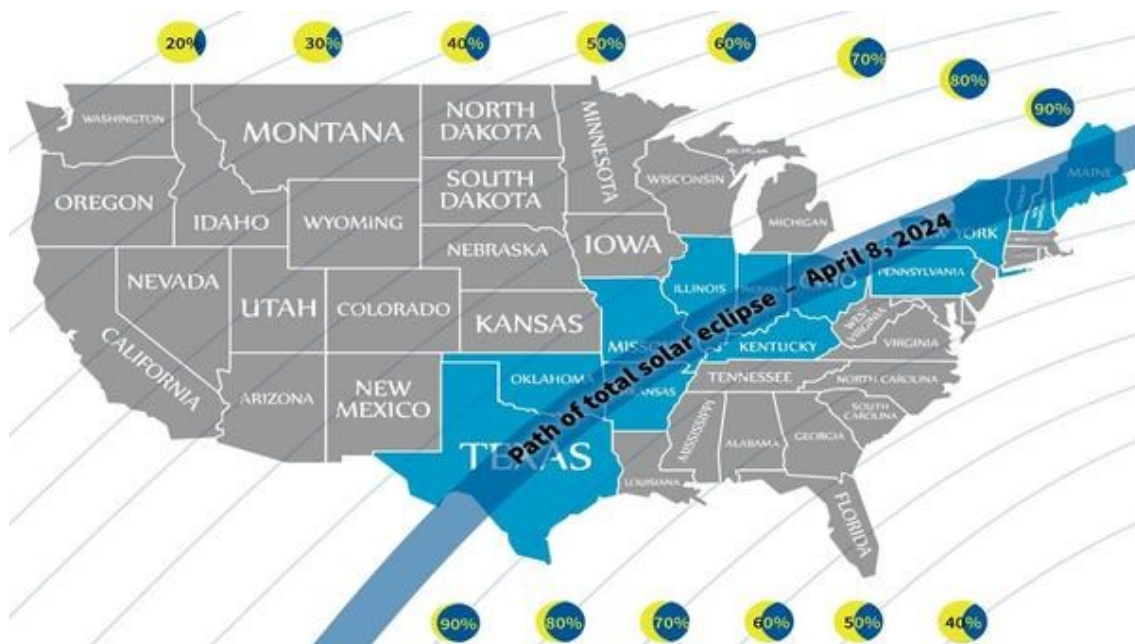 20%
30%
40%
50%
60%
70%
80%
90%
WASHINGTON
MONTANA
NORTH
DAKOTA
MINNESOTA
MICHIGAN
MAINE
OREGON
IDAHO
WYOMING
SOUTH
DAKOTA
WISCONSIN
MICHIGAN
NEVADA
UTAH
COLORADO
NEBRASKA
IOWA
ILLINOIS
INDIANA
OHIO
PENNSYLVANIA
YORK
CALIFORNIA
KANSAS
KENTUCKY
WEST
VIRGINIA
VIRGINIA
ARIZONA
NEW
MEXICO
OKLAHOMA
TENNESSEE
NORTH CAROLINA
SOUTH
CAROLINA
TEXAS
LOUISIANA
MISSISSIPPI
ALABAMA
GEORGIA
FLORIDA
Path of total solar eclipse – April 8, 2024
90%
80%
70%
60%
50%
40%